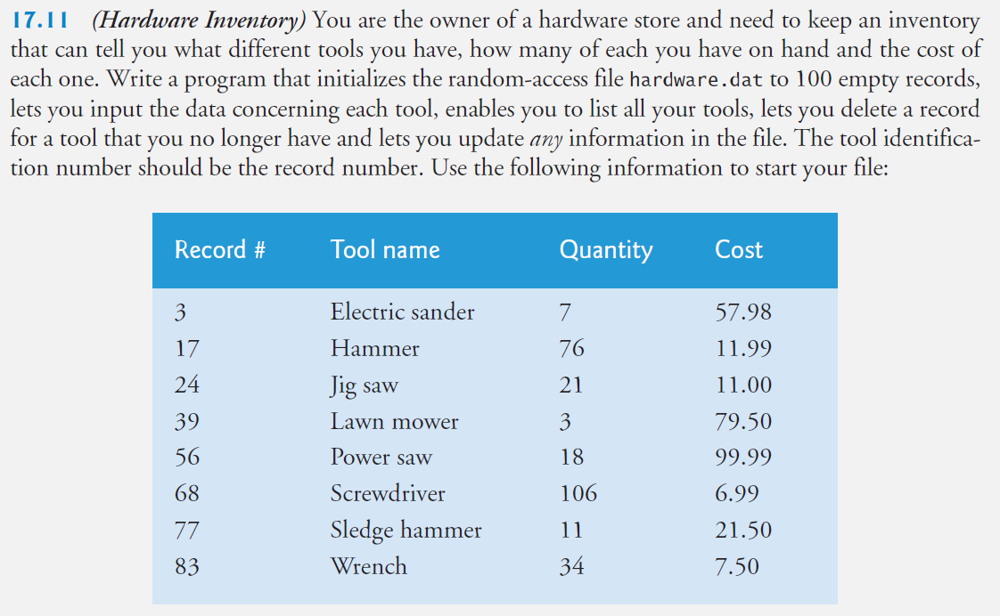 17.11 (Hardware Inventory) You are the owner of a hardware store and need to keep an inventory
that can tell you what different tools you have, how many of each you have on hand and the cost of
each one. Write a program that initializes the random-access file hardware.dat to 100 empty records,
lets you input the data concerning each tool, enables you to list all your tools, lets you delete a record
for a tool that you no longer have and lets you update any information in the file. The tool identifica-
tion number should be the record number. Use the following information to start your file:
Record # Tool name Quantity Cost
3 Electric sander 7 57.98
17 Hammer 76 11.99
24 Jig saw 21 11.00
39 Lawn mower 3 79.50
56 Power saw 18 99.99
68 Screwdriver 106 6.99
77 Sledge hammer 11 21.50
83 Wrench 34 7.50